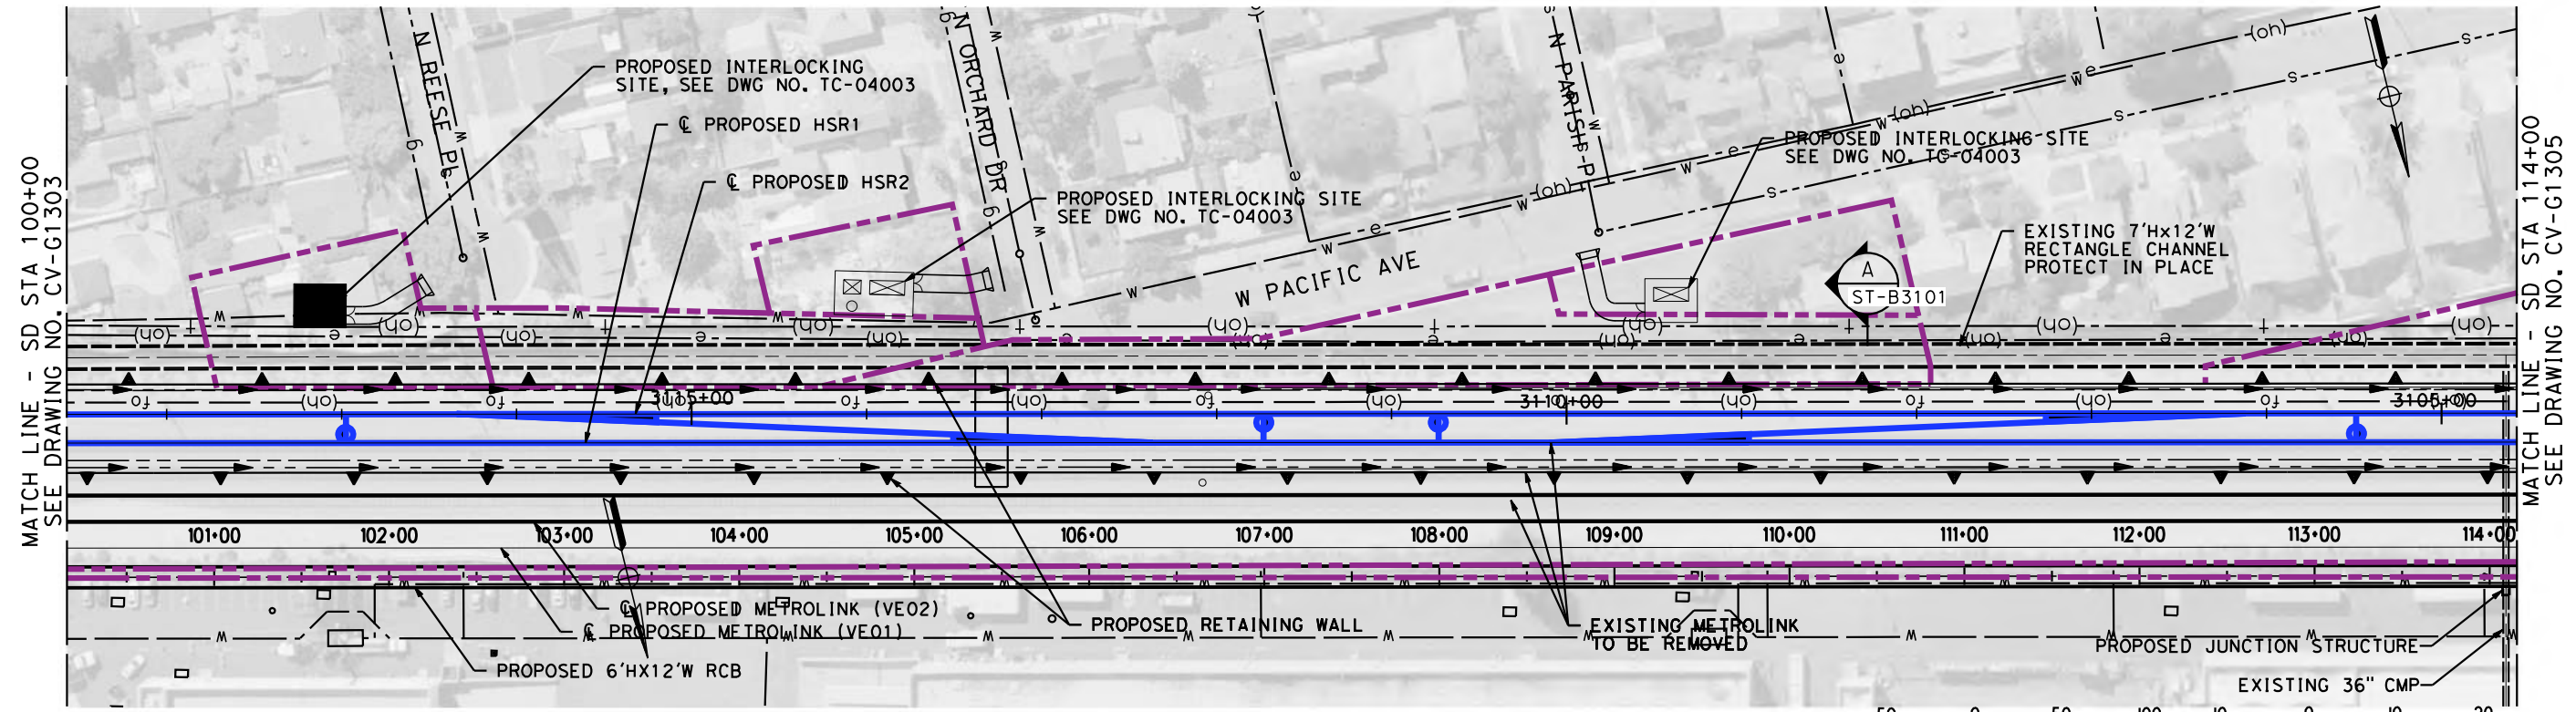 MATCH LINE - SD STA 100+00
SEE DRAWING NO. CV-G1303
N REESE PL
PROPOSED INTERLOCKING
SITE, SEE DWG NO. TC-04003
℄ PROPOSED HSR1
℄ PROPOSED HSR2
N ORCHARD DR
PROPOSED INTERLOCKING SITE
SEE DWG NO. TC-04003
W PACIFIC AVE
N PARISH PL
PROPOSED INTERLOCKING SITE
SEE DWG NO. TC-04003
A
ST-B3101
EXISTING 7'Hx12'W
RECTANGLE CHANNEL
PROTECT IN PLACE
MATCH LINE - SD STA 114+00
SEE DRAWING NO. CV-G1305
3115+00
3110+00
3105+00
101+00 102+00 103+00 104+00 105+00 106+00 107+00 108+00 109+00 110+00 111+00 112+00 113+00 114+00
℄ PROPOSED METROLINK (VE02)
℄ PROPOSED METROLINK (VE01)
PROPOSED 6'HX12'W RCB
PROPOSED RETAINING WALL
EXISTING METROLINK
TO BE REMOVED
PROPOSED JUNCTION STRUCTURE
EXISTING 36" CMP